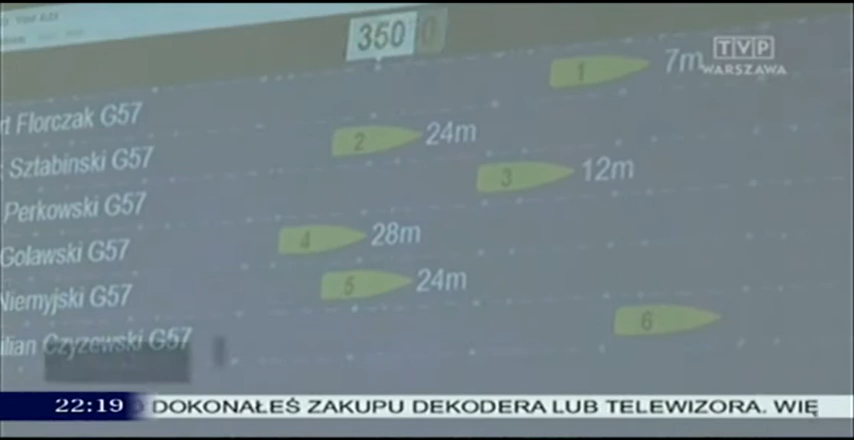 350
TVP
WARSZAWA
1 7m
Florczak G57
2 24m
Sztabinski G57
3 12m
Perkowski G57
4 28m
Golawski G57
5 24m
Niemyjski G57
6
Czyzewski G57
22:19 DOKONAŁEŚ ZAKUPU DEKODERA LUB TELEWIZORA. WIĘ